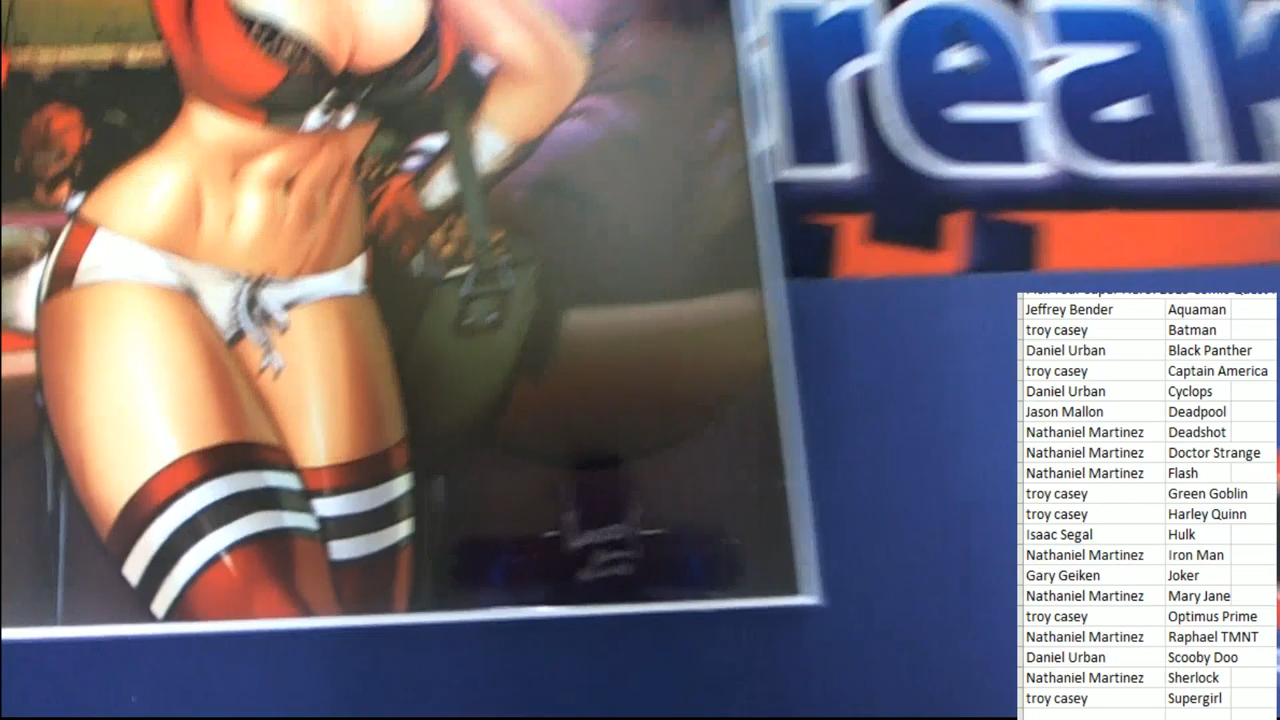 reak
Jeffrey Bender Aquaman
troy casey Batman
Daniel Urban Black Panther
troy casey Captain America
Daniel Urban Cyclops
Jason Mallon Deadpool
Nathaniel Martinez Deadshot
Nathaniel Martinez Doctor Strange
Nathaniel Martinez Flash
troy casey Green Goblin
troy casey Harley Quinn
Isaac Segal Hulk
Nathaniel Martinez Iron Man
Gary Geiken Joker
Nathaniel Martinez Mary Jane
troy casey Optimus Prime
Nathaniel Martinez Raphael TMNT
Daniel Urban Scooby Doo
Nathaniel Martinez Sherlock
troy casey Supergirl